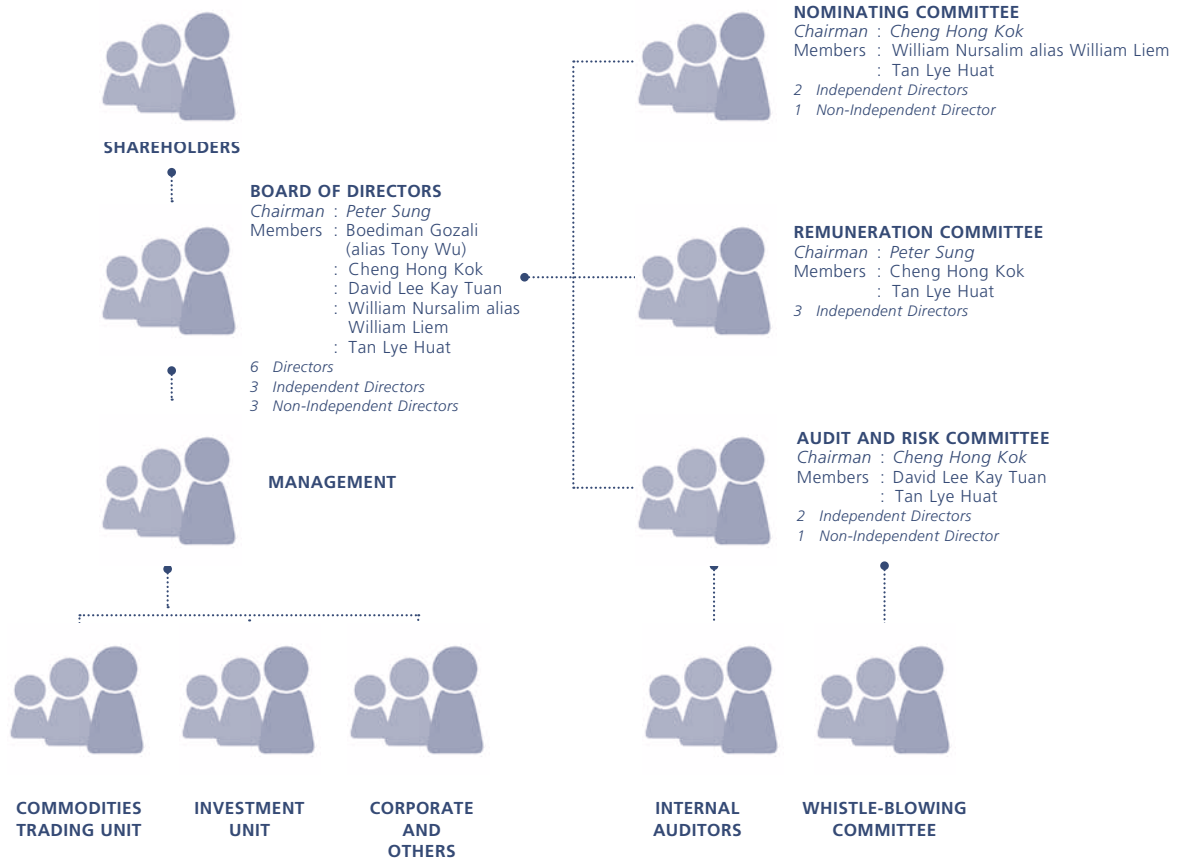 SHAREHOLDERS
BOARD OF DIRECTORS
Chairman : Peter Sung
Members : Boediman Gozali
(alias Tony Wu)
: Cheng Hong Kok
: David Lee Kay Tuan
: William Nursalim alias
William Liem
: Tan Lye Huat
6 Directors
3 Independent Directors
3 Non-Independent Directors
MANAGEMENT
NOMINATING COMMITTEE
Chairman : Cheng Hong Kok
Members : William Nursalim alias William Liem
: Tan Lye Huat
2 Independent Directors
1 Non-Independent Director
REMUNERATION COMMITTEE
Chairman : Peter Sung
Members : Cheng Hong Kok
: Tan Lye Huat
3 Independent Directors
AUDIT AND RISK COMMITTEE
Chairman : Cheng Hong Kok
Members : David Lee Kay Tuan
: Tan Lye Huat
2 Independent Directors
1 Non-Independent Director
COMMODITIES
TRADING UNIT
INVESTMENT
UNIT
CORPORATE
AND
OTHERS
INTERNAL
AUDITORS
WHISTLE-BLOWING
COMMITTEE